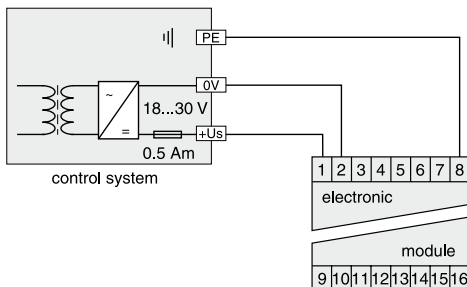 PE
0V
~
18...30 V
=
+Us
0.5 Am
control system
1 2 3 4 5 6 7 8
electronic
module
9 10 11 12 13 14 15 16